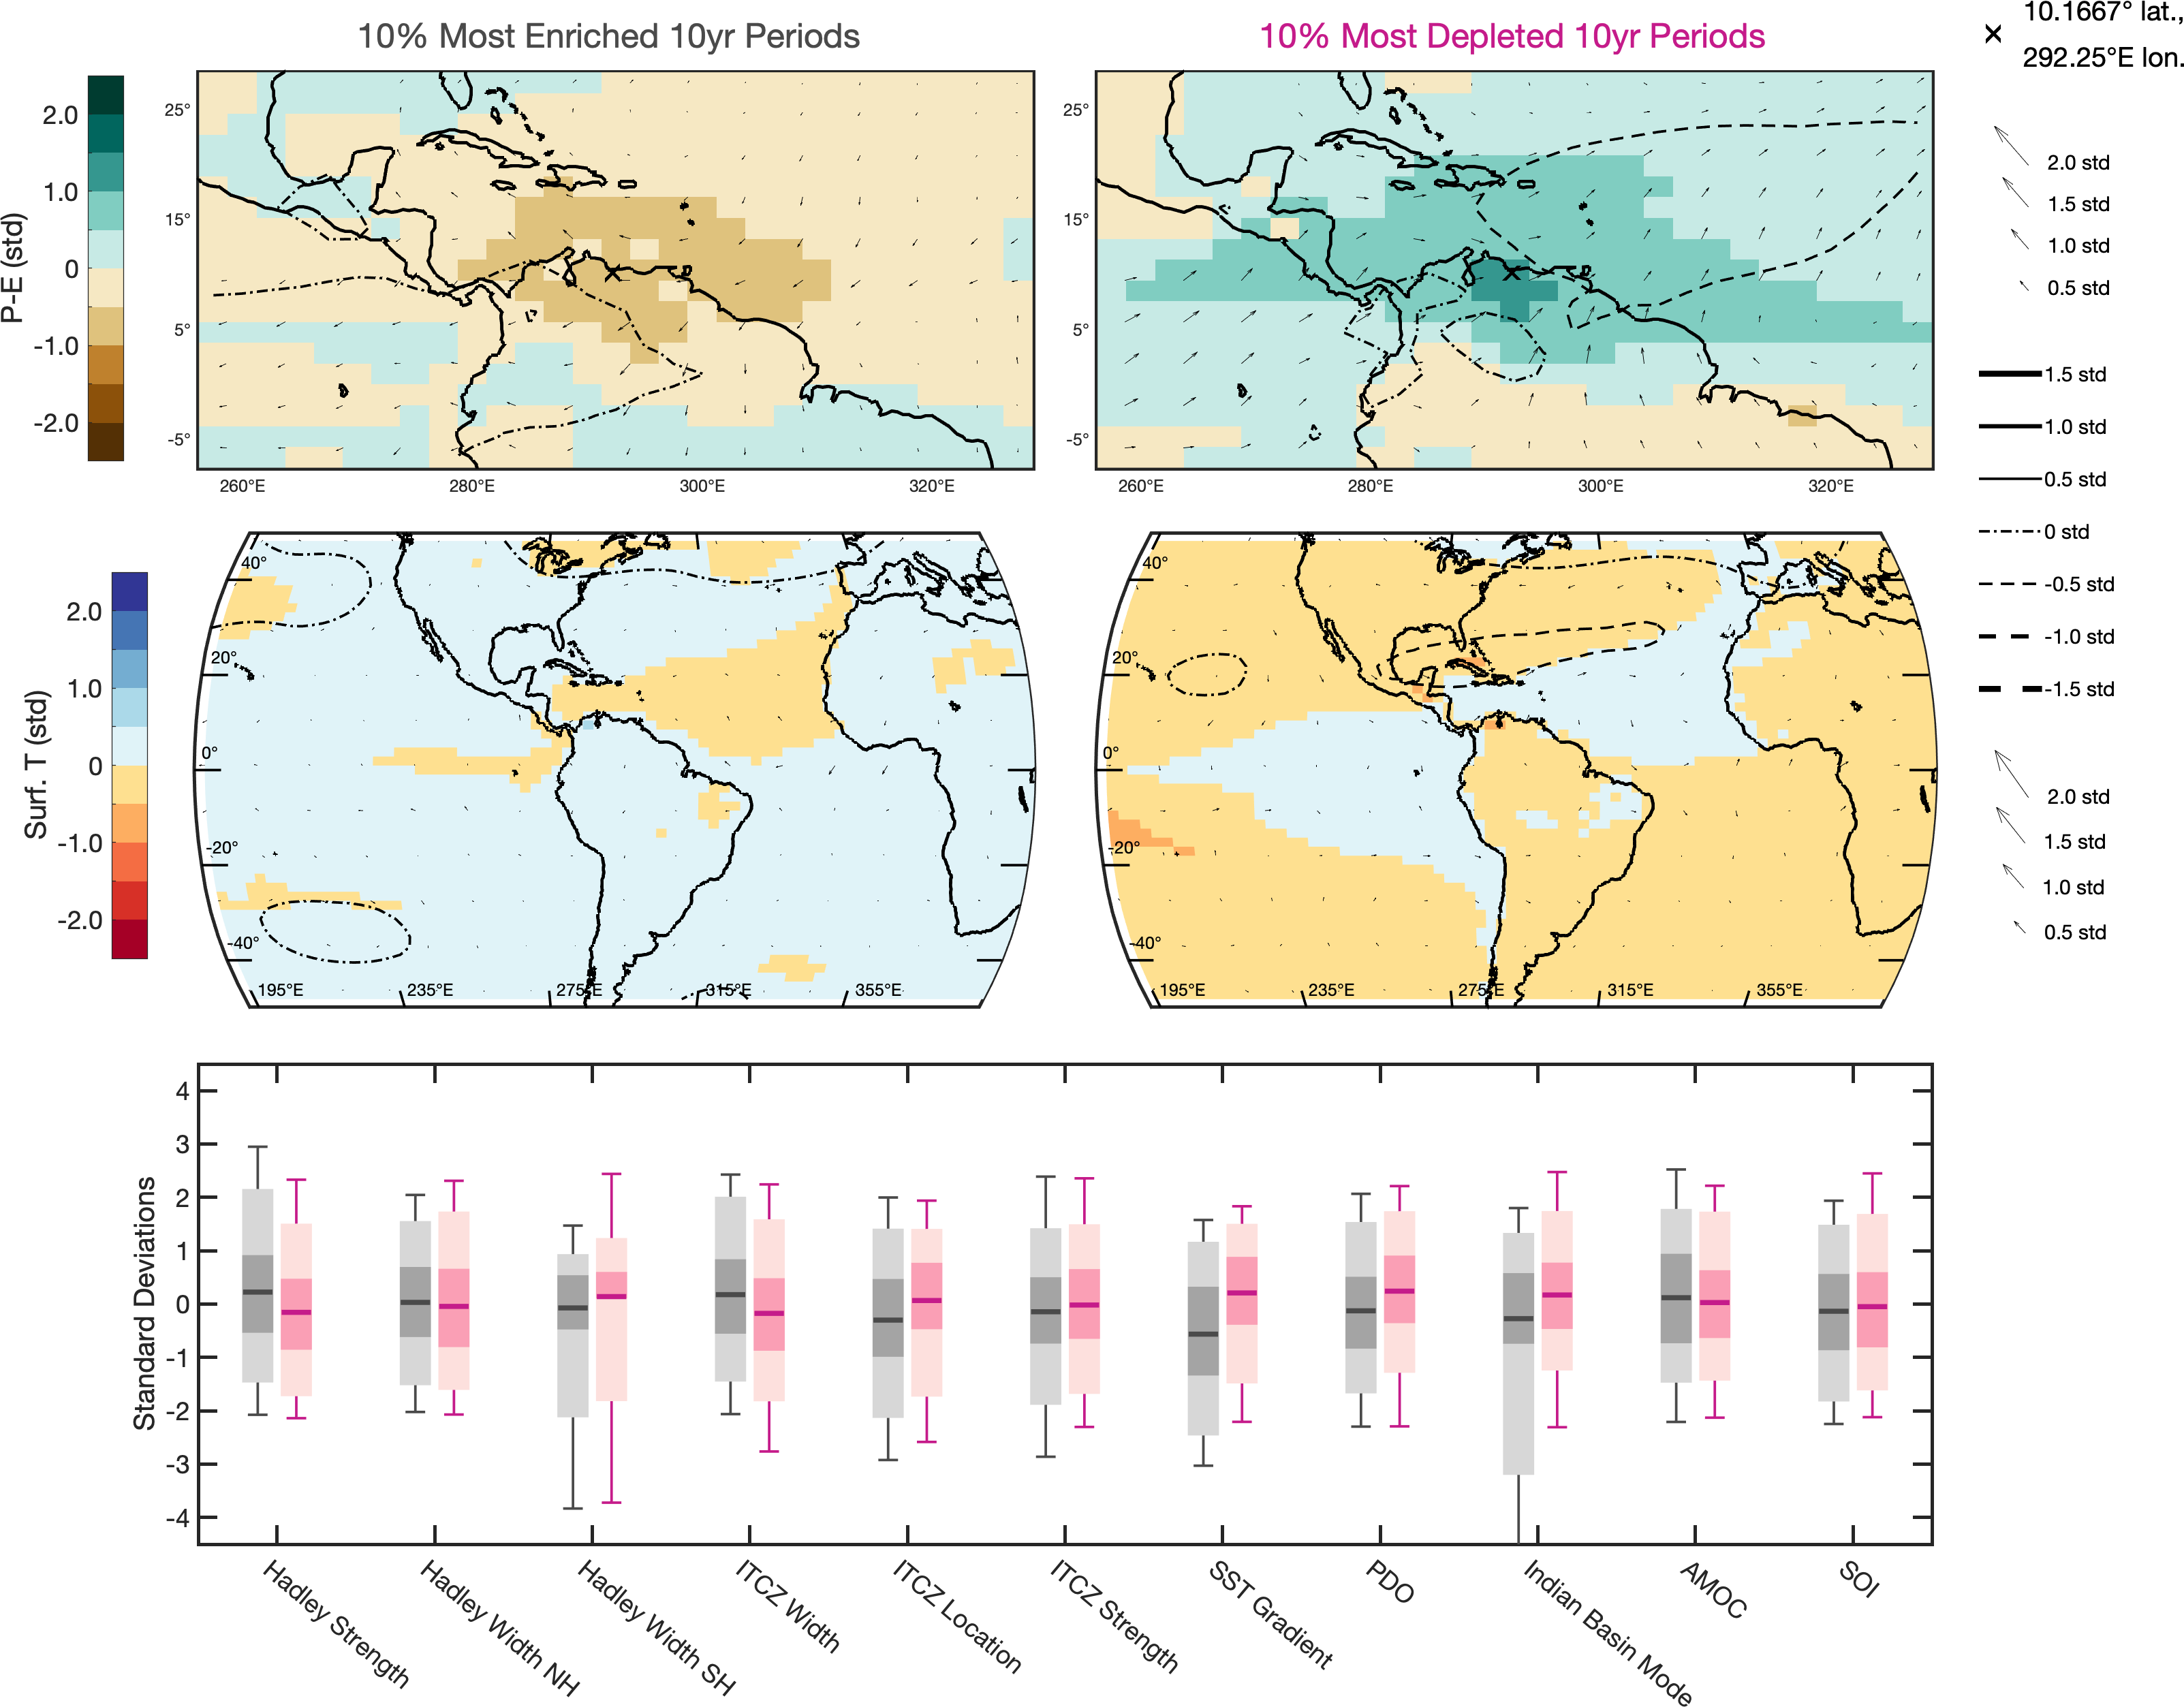 10% Most Enriched 10yr Periods
10% Most Depleted 10yr Periods
10.1667° lat.,
292.25°E lon.
P-E (std)
2.0
1.0
0
-1.0
-2.0
25°
15°
5°
-5°
260°E
280°E
300°E
320°E
25°
15°
5°
-5°
260°E
280°E
300°E
320°E
2.0 std
1.5 std
1.0 std
0.5 std
1.5 std
1.0 std
0.5 std
0 std
-0.5 std
-1.0 std
-1.5 std
2.0 std
1.5 std
1.0 std
0.5 std
Surf. T (std)
2.0
1.0
0
-1.0
-2.0
40°
20°
0°
-20°
-40°
195°E
235°E
275°E
315°E
355°E
40°
20°
0°
-20°
-40°
195°E
235°E
275°E
315°E
355°E
Standard Deviations
4
3
2
1
0
-1
-2
-3
-4
Hadley Strength
Hadley Width NH
Hadley Width SH
ITCZ Width
ITCZ Location
ITCZ Strength
SST Gradient
PDO
Indian Basin Mode
AMOC
SOI